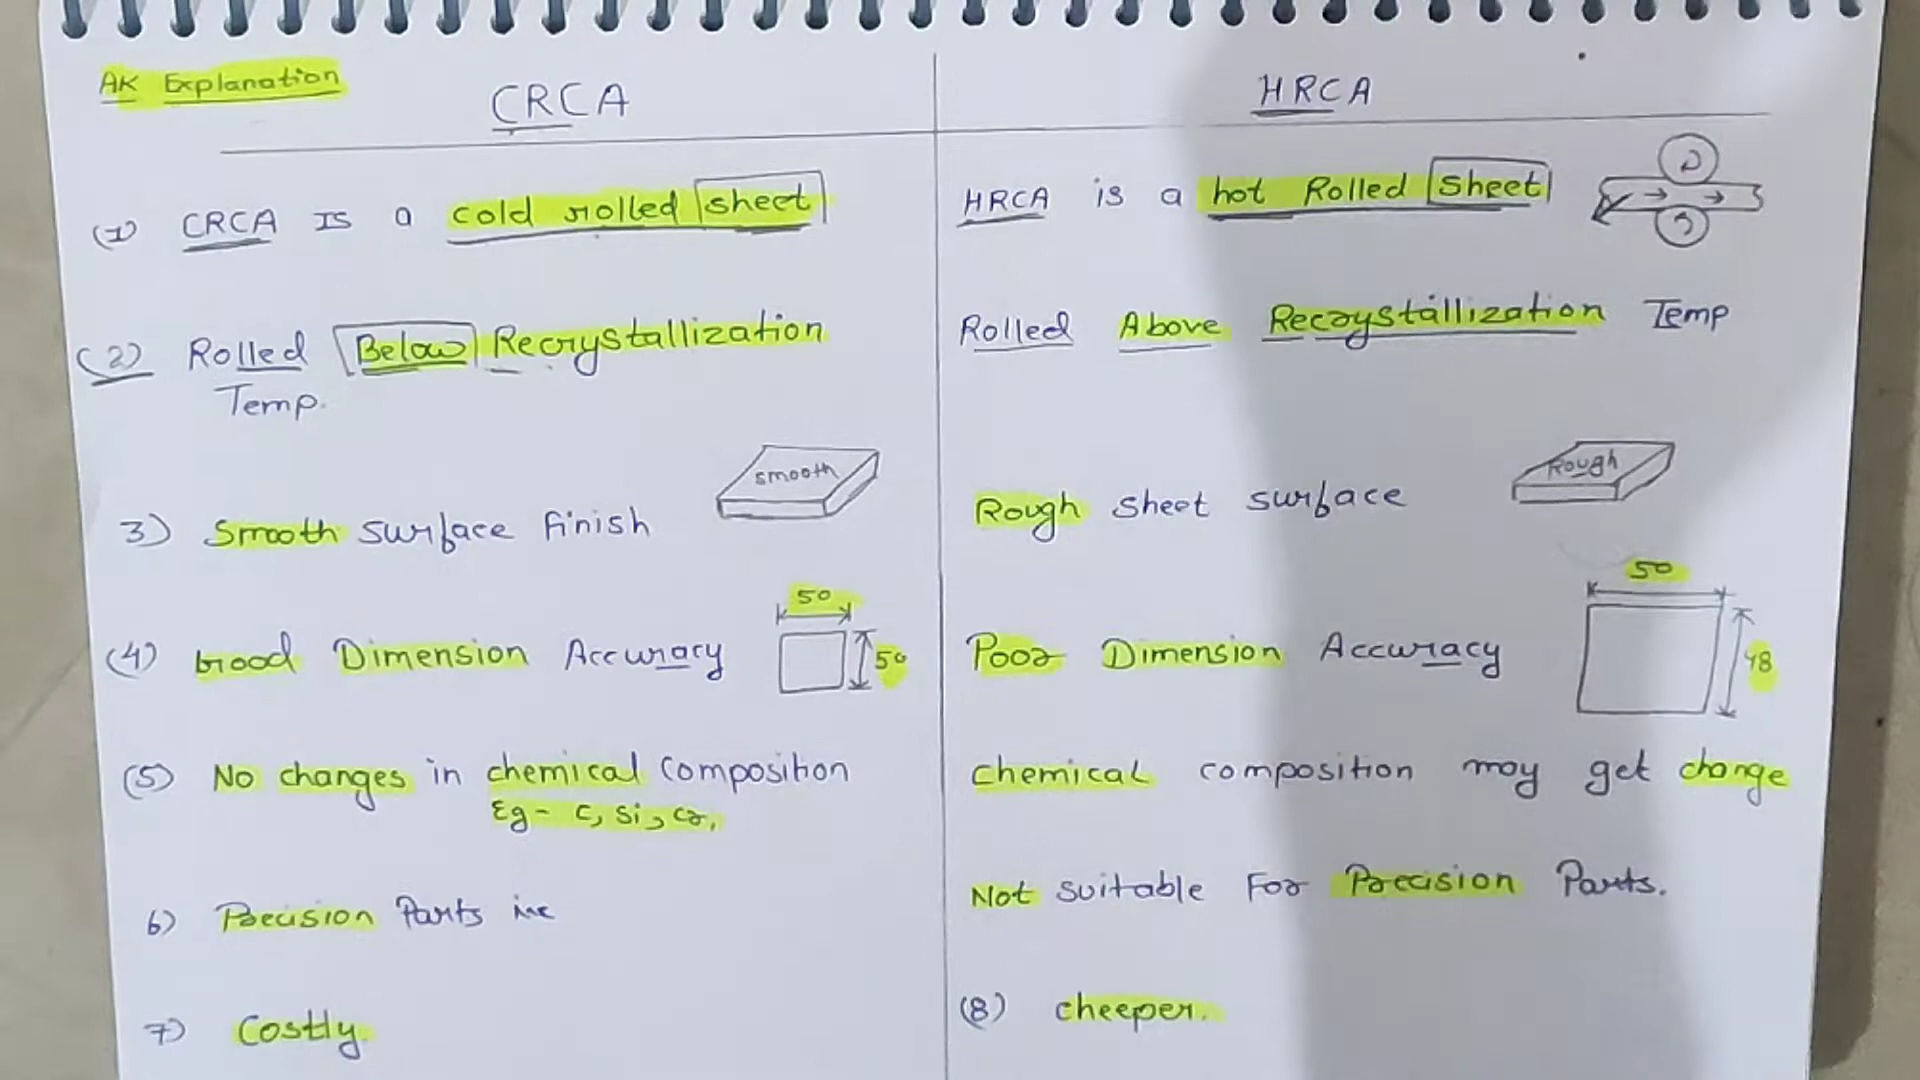 AK Explanation
CRCA
HRCA
(1) CRCA Is a cold rolled sheet
HRCA is a hot Rolled Sheet
(2) Rolled Below Recrystallization
Temp.
Rolled Above Recrystallization Temp
3) Smooth surface finish
smooth
Rough sheet surface
Rough
(4) Good Dimension Accuracy
50
50
Poor Dimension Accuracy
50
48
(5) No changes in chemical Composition
Eg - C, Si, Cr,
Chemical composition may get change
6) Precision Parts
Not suitable For Precision Parts.
7) Costly.
(8) cheeper.